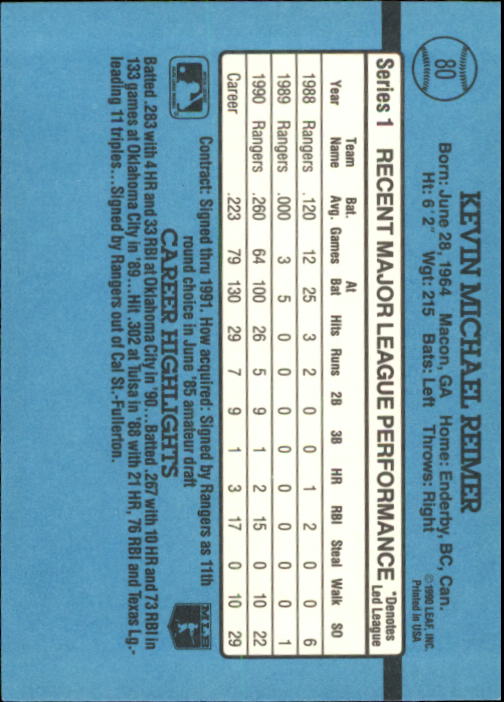 80
KEVIN MICHAEL REIMER
Born: June 28, 1964 Macon, GA Home: Enderby, BC, Can.
Ht: 6' 2" Wgt: 215 Bats: Left Throws: Right
© 1990 LEAF, INC.
Printed in USA
Series 1 RECENT MAJOR LEAGUE PERFORMANCE *Denotes Led League
Year Team Name Bat. Avg. Games At Bat Hits Runs 2B 3B HR RBI Steal Walk SO
1988 Rangers .120 12 25 3 2 0 0 1 2 0 0 6
1989 Rangers .000 3 5 0 0 0 0 0 0 0 0 1
1990 Rangers .260 64 100 26 5 9 1 2 15 0 10 22
Career .223 79 130 29 7 9 1 3 17 0 10 29
Contract: Signed thru 1991. How acquired: Signed by Rangers as 11th
round choice in June '85 amateur draft
CAREER HIGHLIGHTS
MLB
Batted .283 with 4 HR and 33 RBI at Oklahoma City in '90...Batted .267 with 10 HR and 73 RBI in
133 games at Oklahoma City in '89...Hit .302 at Tulsa in '88 with 21 HR, 76 RBI and Texas Lg.-
leading 11 triples...Signed by Rangers out of Cal St.-Fullerton.